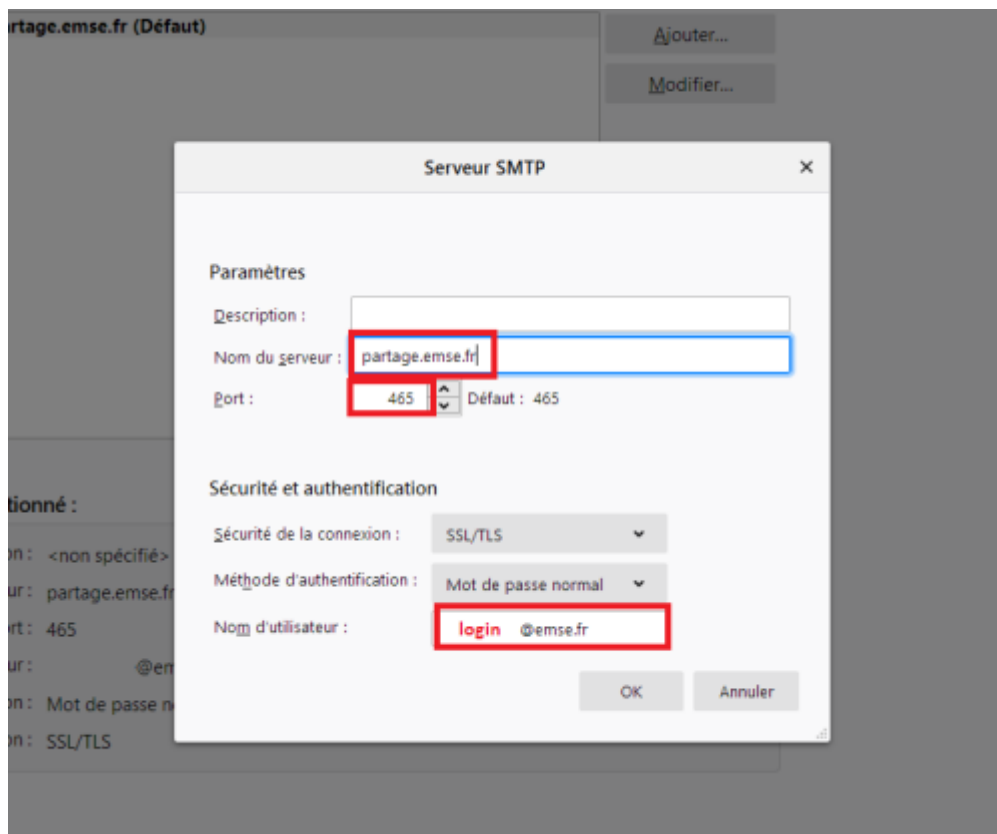 rtage.emse.fr (Défaut)
Ajouter...
Modifier...
Serveur SMTP
Paramètres
Description :
Nom du serveur : partage.emse.fr
Port : 465 Défaut : 465
Sécurité et authentification
Sécurité de la connexion : SSL/TLS
Méthode d'authentification : Mot de passe normal
Nom d'utilisateur : login @emse.fr
OK Annuler
tionné :
on : <non spécifié>
ur : partage.emse.fr
ort : 465
ur : @em
on : Mot de passe n
on : SSL/TLS